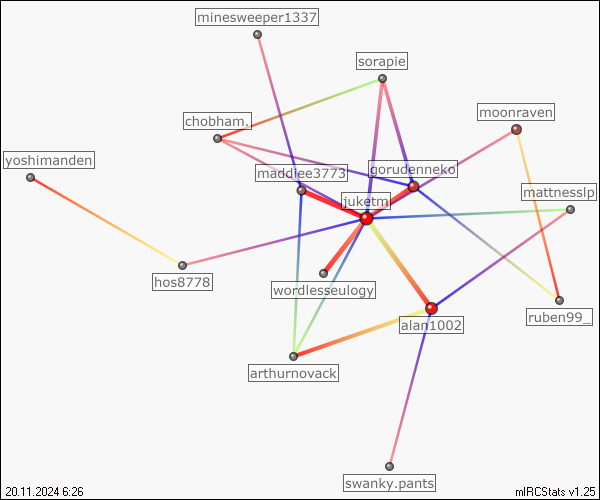 minesweeper1337
sorapie
moonraven
chobham.
yoshimanden
maddiee3773
gorudenneko
mattnesslp
juketm
hos8778
wordlesseulogy
ruben99_
alan1002
arthurnovack
swanky.pants
20.11.2024 6:26
mIRCStats v1.25